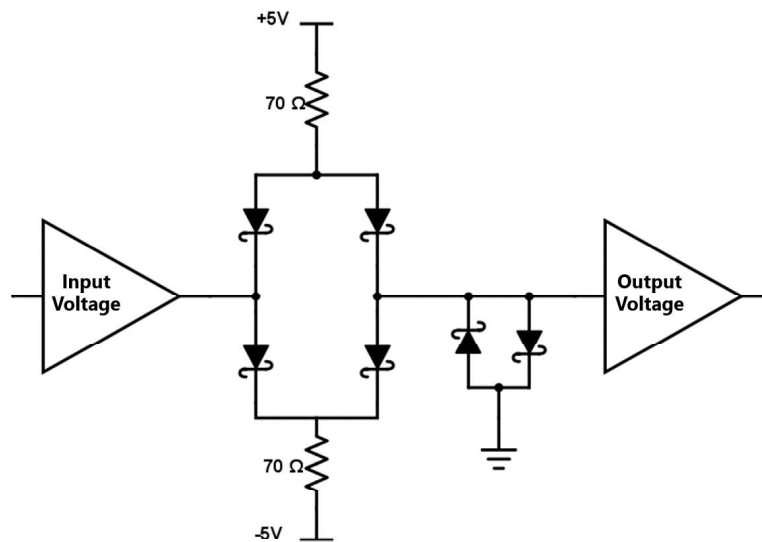 +5V
70 Ω
Input
Voltage
Output
Voltage
70 Ω
-5V